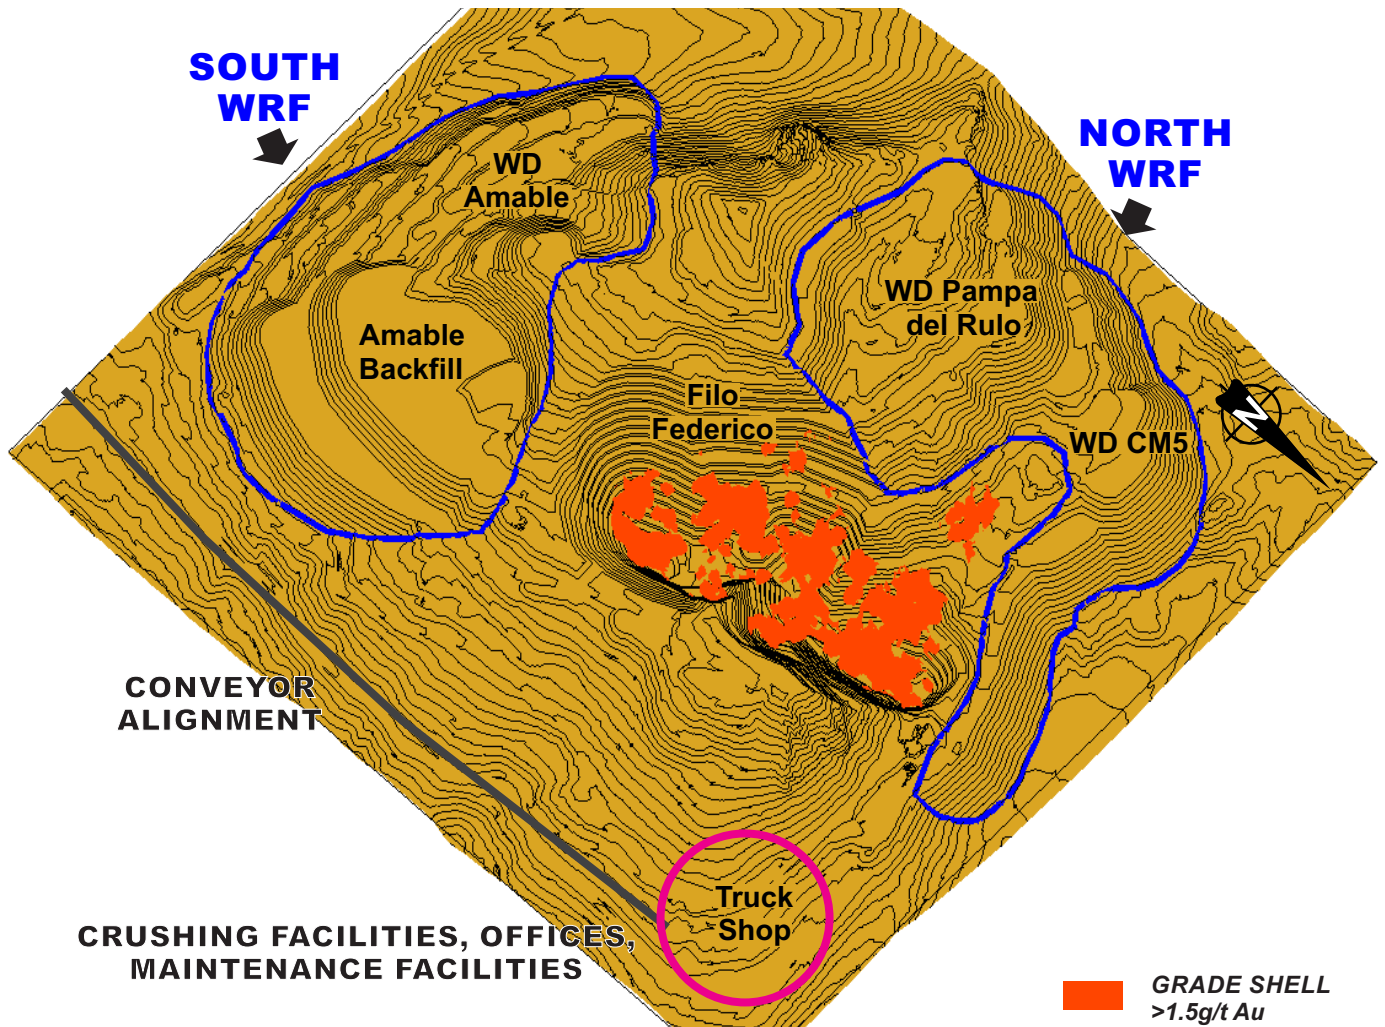 SOUTH
WRF
NORTH
WRF
WD
Amable
WD Pampa
del Rulo
Amable
Backfill
Filo
Federico
WD CM5
N
CONVEYOR
ALIGNMENT
Truck
Shop
CRUSHING FACILITIES, OFFICES,
MAINTENANCE FACILITIES
GRADE SHELL
>1.5g/t Au